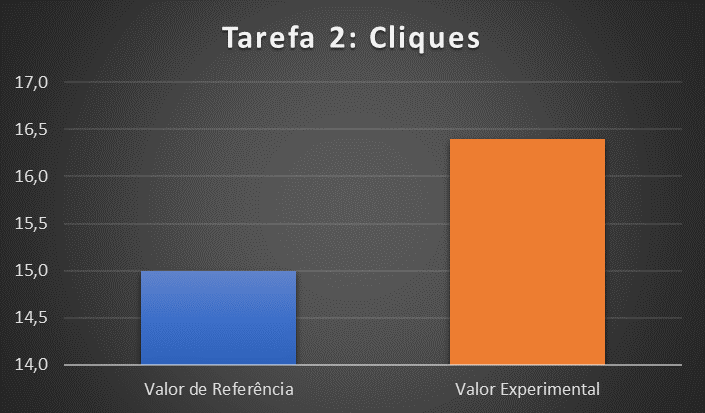 Tarefa 2: Cliques
17,0
16,5
16,0
15,5
15,0
14,5
14,0
Valor de Referência
Valor Experimental